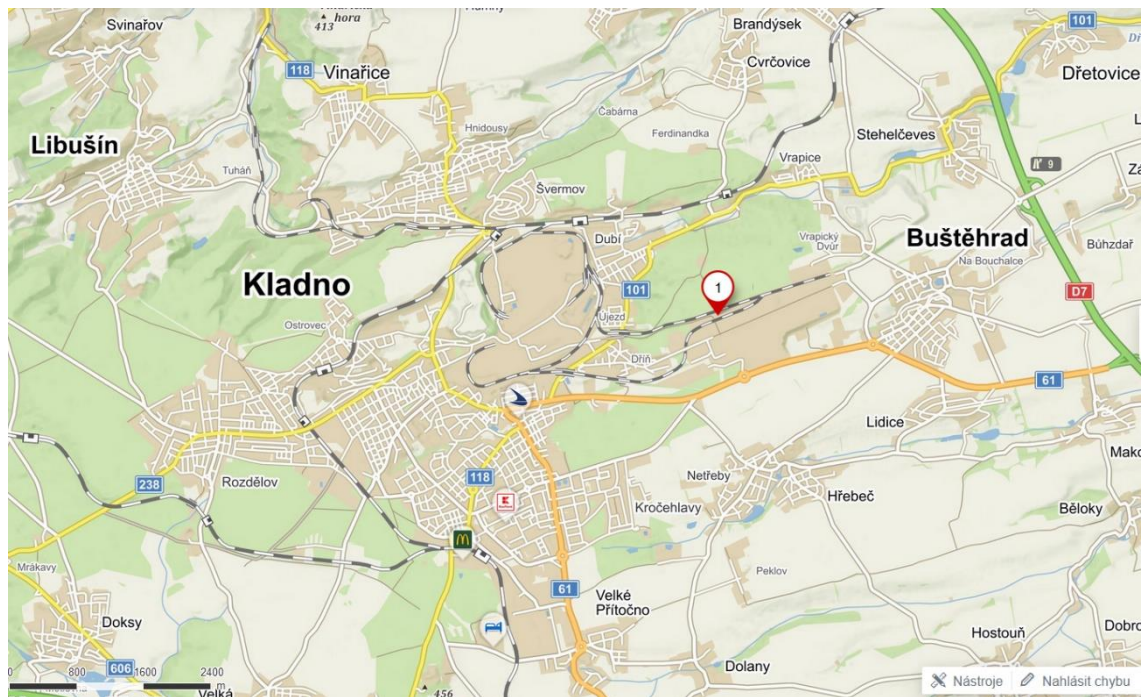 hora
413
Svinařov
118
Vinařice
Brandýsek
Cvrčovice
101
Dřetovice
Libušín
Hnidousy
Čabárna
Ferdinandka
Stehelčeves
Tuháň
Švermov
Vrapice
9
Dubí
Vrapický
Dvůr
Buštěhrad
Na Bouchalce
Bůhzdař
Kladno
101
1
D7
Ostrovec
Újezd
Dříň
61
Lidice
238
Rozdělov
118
Netřeby
Hřebeč
Kročehlavy
Běloky
Mrákavy
61
Peklov
Velké
Přítočno
Doksy
Hostouň
606
Dolany
Velká
456
800
1600
2400
m
Nástroje
Nahlásit chybu